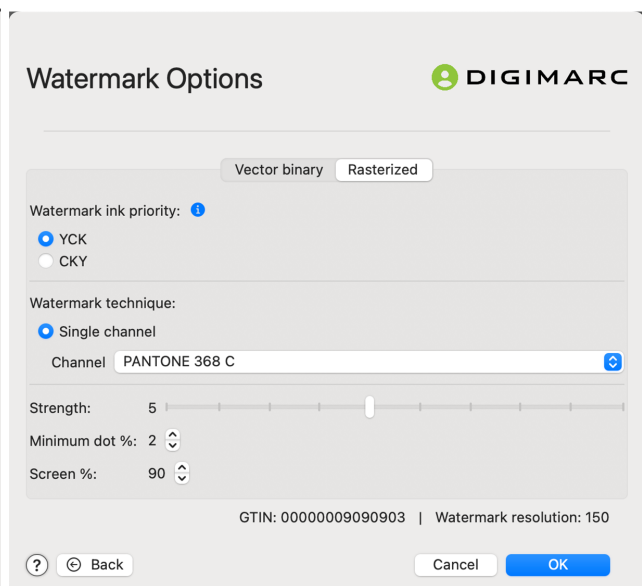 Watermark Options
DIGIMARC
Vector binary Rasterized
Watermark ink priority:
YCK
CKY
Watermark technique:
Single channel
Channel PANTONE 368 C
Strength: 5
Minimum dot %: 2
Screen %: 90
GTIN: 00000009090903 | Watermark resolution: 150
? Back Cancel OK